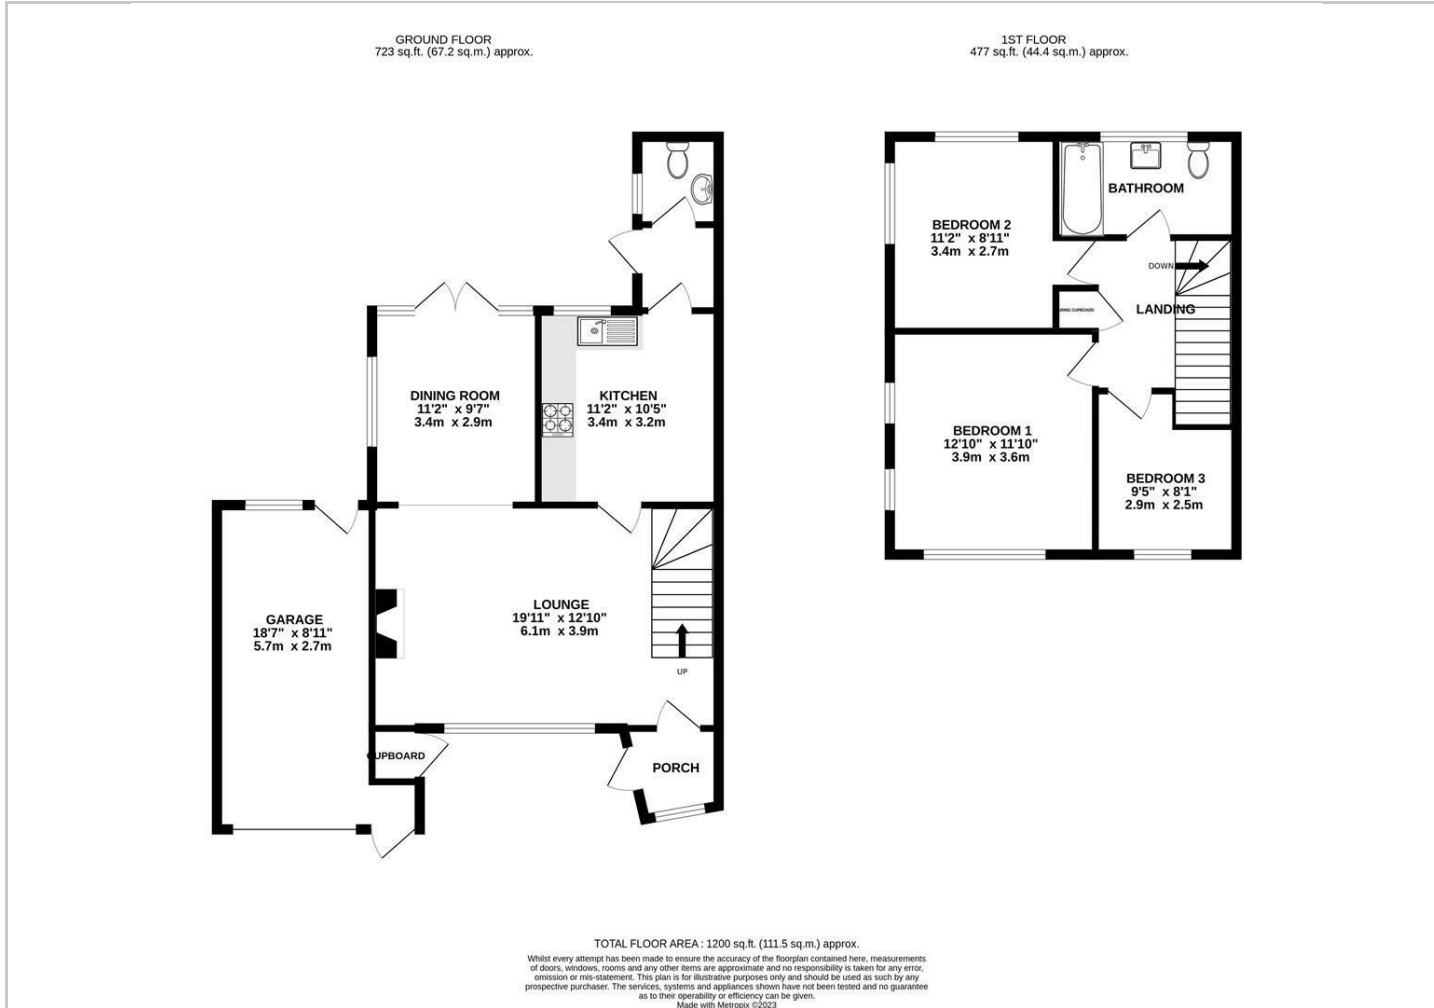 GROUND FLOOR
723 sq.ft. (67.2 sq.m.) approx.
1ST FLOOR
477 sq.ft. (44.4 sq.m.) approx.
BATHROOM
BEDROOM 2
11'2" x 8'11"
3.4m x 2.7m
DOWN
LANDING
CUPBOARD
DINING ROOM
11'2" x 9'7"
3.4m x 2.9m
KITCHEN
11'2" x 10'5"
3.4m x 3.2m
BEDROOM 1
12'10" x 11'10"
3.9m x 3.6m
BEDROOM 3
9'5" x 8'1"
2.9m x 2.5m
GARAGE
18'7" x 8'11"
5.7m x 2.7m
LOUNGE
19'11" x 12'10"
6.1m x 3.9m
UP
CUPBOARD
PORCH
TOTAL FLOOR AREA : 1200 sq.ft. (111.5 sq.m.) approx.
Whilst every attempt has been made to ensure the accuracy of the floorplan contained here, measurements
of doors, windows, rooms and any other items are approximate and no responsibility is taken for any error,
omission or mis-statement. This plan is for illustrative purposes only and should be used as such by any
prospective purchaser. The services, systems and appliances shown have not been tested and no guarantee
as to their operability or efficiency can be given.
Made with Metropix ©2023